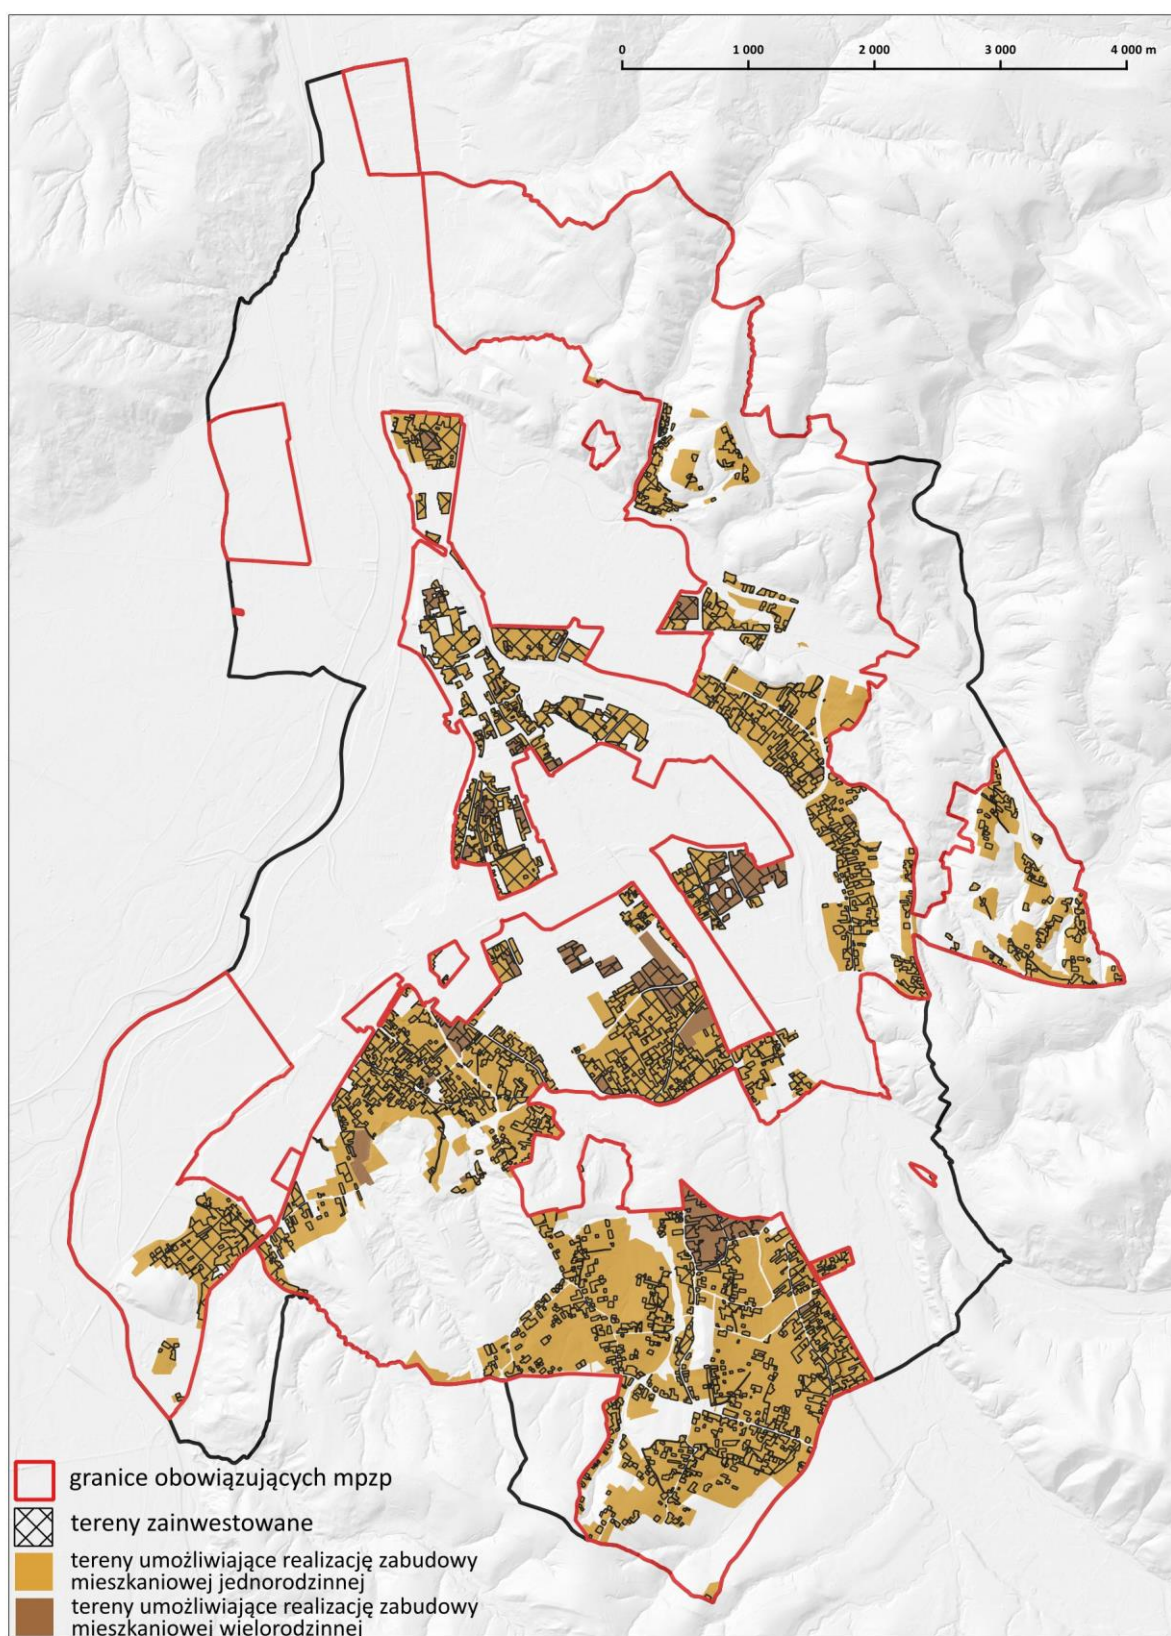 0 1 000 2 000 3 000 4 000 m
granice obowiązujących mpzp
tereny zainwestowane
tereny umożliwiające realizację zabudowy
mieszkaniowej jednorodzinnej
tereny umożliwiające realizację zabudowy
mieszkaniowej wielorodzinnej